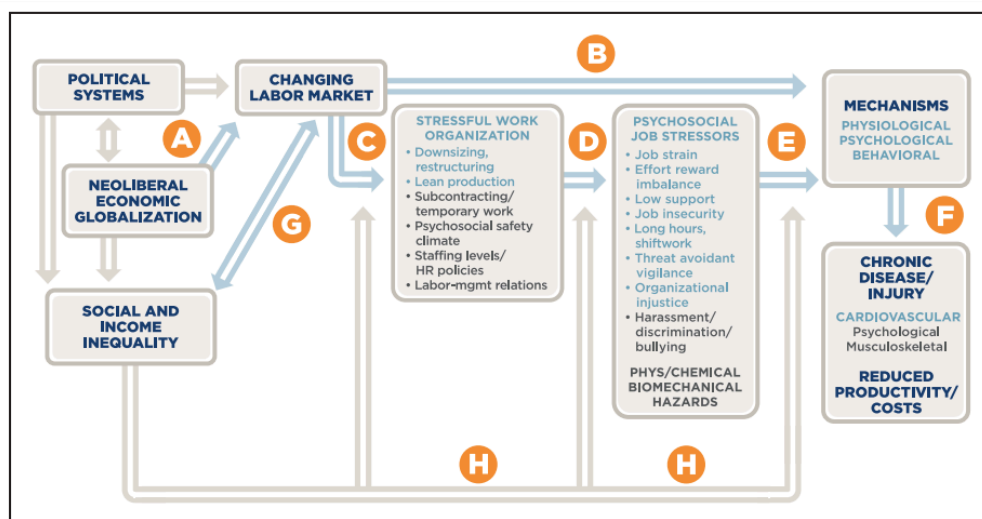 POLITICAL
SYSTEMS
CHANGING
LABOR MARKET
B
MECHANISMS
PHYSIOLOGICAL
PSYCHOLOGICAL
BEHAVIORAL
A
NEOLIBERAL
ECONOMIC
GLOBALIZATION
C
STRESSFUL WORK
ORGANIZATION
• Downsizing,
restructuring
• Lean production
• Subcontracting/
temporary work
• Psychosocial safety
climate
• Staffing levels/
HR policies
• Labor-mgmt relations
D
PSYCHOSOCIAL
JOB STRESSORS
• Job strain
• Effort reward
imbalance
• Low support
• Job insecurity
• Long hours,
shiftwork
• Threat avoidant
vigilance
• Organizational
injustice
• Harassment/
discrimination/
bullying
PHYS/CHEMICAL
BIOMECHANICAL
HAZARDS
E
F
G
SOCIAL AND
INCOME
INEQUALITY
CHRONIC
DISEASE/
INJURY
CARDIOVASCULAR
Psychological
Musculoskeletal
REDUCED
PRODUCTIVITY/
COSTS
H
H